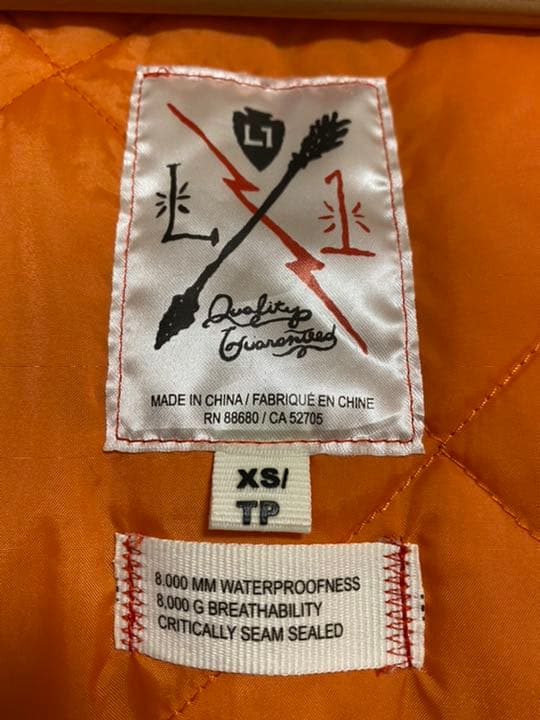 L1
L 1
Quality
Guaranteed
MADE IN CHINA / FABRIQUÉ EN CHINE
RN 88680 / CA 52705
XS/
TP
8.000 MM WATERPROOFNESS
8,000 G BREATHABILITY
CRITICALLY SEAM SEALED